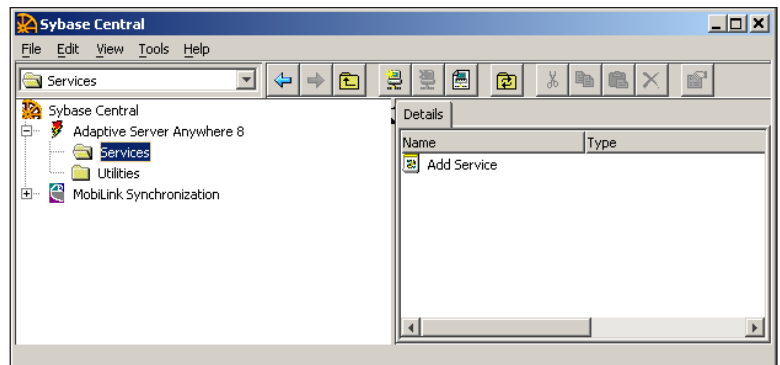 Sybase Central
File Edit View Tools Help
Services
Sybase Central
Adaptive Server Anywhere 8
Services
Utilities
MobiLink Synchronization
Details
Name Type
Add Service